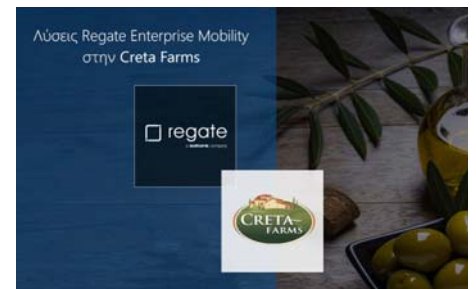 Λύσεις Regate Enterprise Mobility
στην Creta Farms
regate
CRETA
FARMS